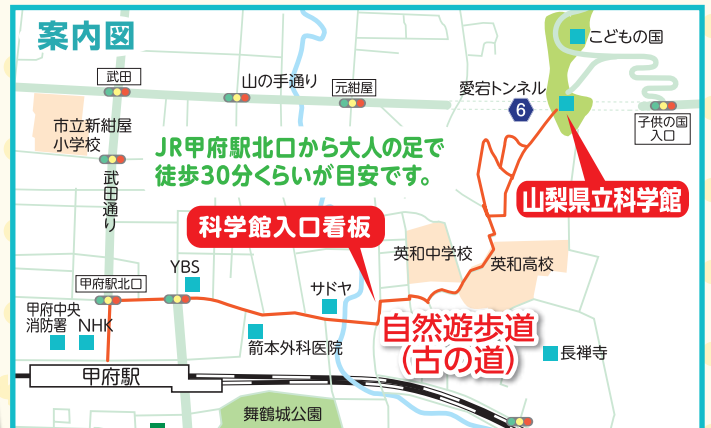 案内図
こどもの国
武田
山の手通り
元紺屋
愛宕トンネル
6
子供の国
入口
市立新紺屋
小学校
JR甲府駅北口から大人の足で
徒歩30分くらいが目安です。
武田通り
山梨県立科学館
科学館入口看板
英和中学校
英和高校
YBS
甲府駅北口
サドヤ
甲府中央
消防署
NHK
自然遊歩道
(古の道)
箭本外科医院
長禅寺
甲府駅
舞鶴城公園